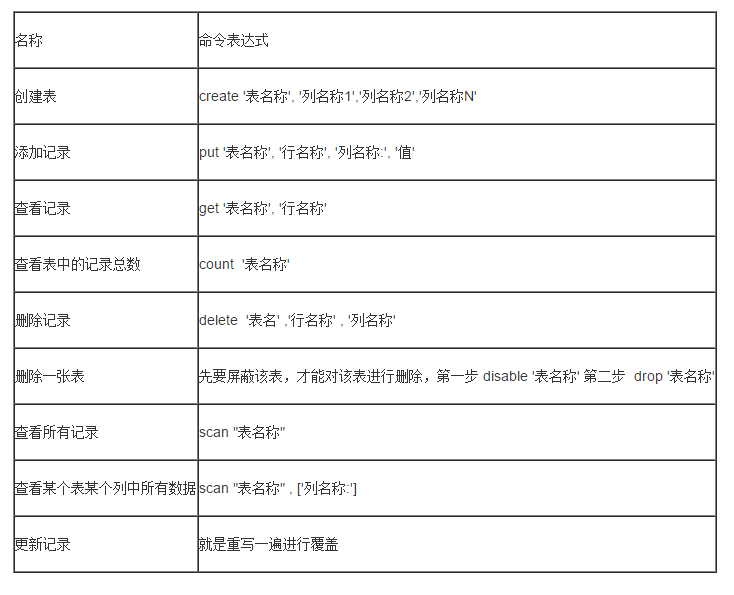 名称 命令表达式
创建表 create '表名称', '列名称1','列名称2','列名称N'
添加记录 put '表名称', '行名称', '列名称:', '值'
查看记录 get '表名称', '行名称'
查看表中的记录总数 count  '表名称'
删除记录 delete  '表名' ,'行名称' , '列名称'
删除一张表 先要屏蔽该表，才能对该表进行删除，第一步 disable '表名称' 第二步  drop '表名称'
查看所有记录 scan "表名称"
查看某个表某个列中所有数据 scan "表名称" , ['列名称:']
更新记录 就是重写一遍进行覆盖